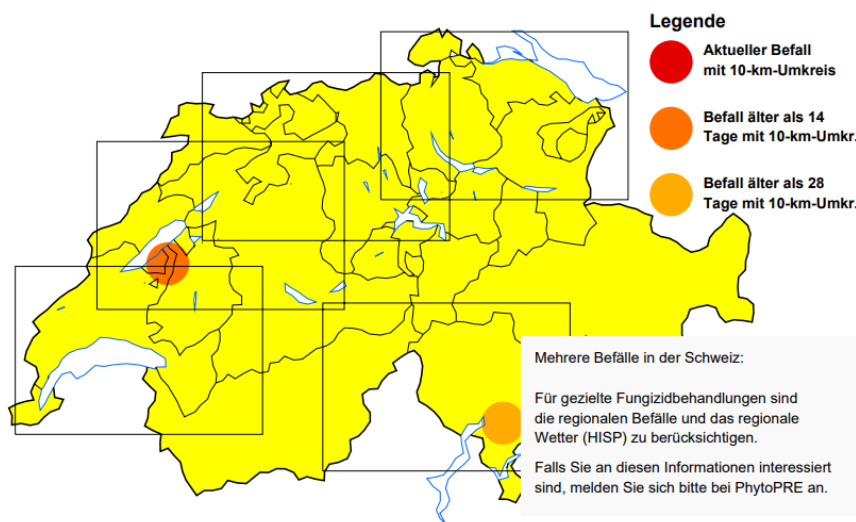 Legende
Aktueller Befall
mit 10-km-Umkreis
Befall älter als 14
Tage mit 10-km-Umkr.
Befall älter als 28
Tage mit 10-km-Umkr.
Mehrere Befälle in der Schweiz:
Für gezielte Fungizidbehandlungen sind
die regionalen Befälle und das regionale
Wetter (HISP) zu berücksichtigen.
Falls Sie an diesen Informationen interessiert
sind, melden Sie sich bitte bei PhytoPRE an.